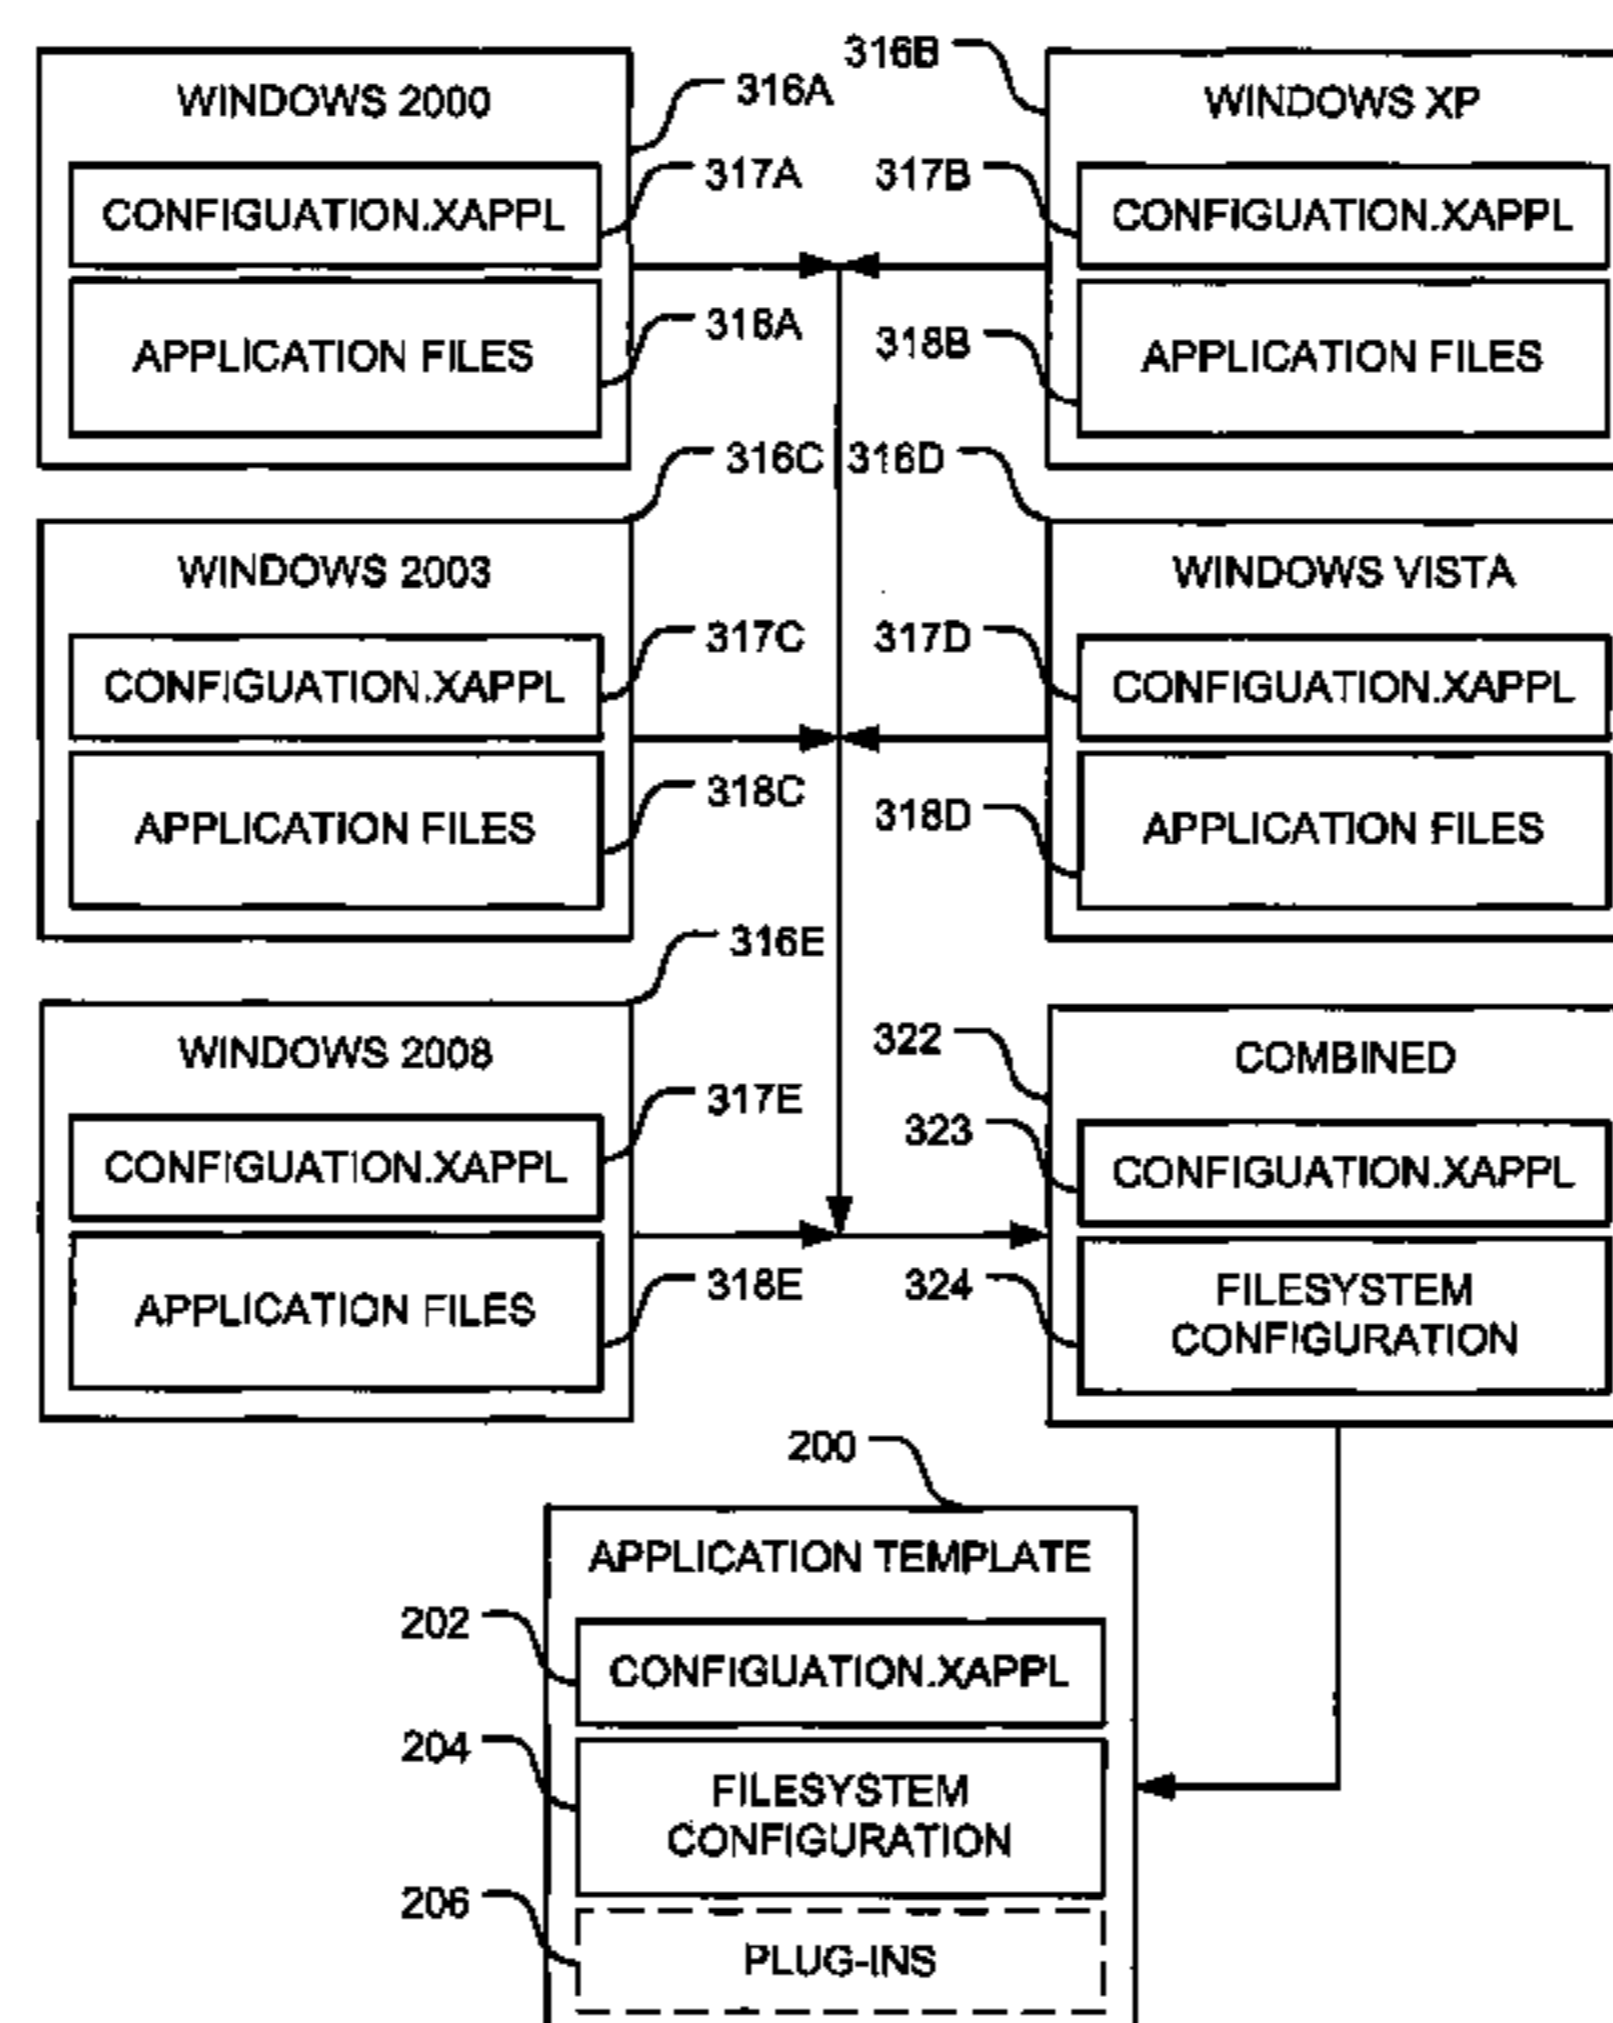 WINDOWS 2000
316A
CONFIGUATION.XAPPL
317A
APPLICATION FILES
318A
316B
WINDOWS XP
317B
CONFIGUATION.XAPPL
318B
APPLICATION FILES
316C
WINDOWS 2003
317C
CONFIGUATION.XAPPL
318C
APPLICATION FILES
316D
WINDOWS VISTA
317D
CONFIGUATION.XAPPL
318D
APPLICATION FILES
316E
WINDOWS 2008
317E
CONFIGUATION.XAPPL
318E
APPLICATION FILES
322
COMBINED
323
CONFIGUATION.XAPPL
324
FILESYSTEM
CONFIGURATION
200
APPLICATION TEMPLATE
202
CONFIGUATION.XAPPL
204
FILESYSTEM
CONFIGURATION
206
PLUG-INS